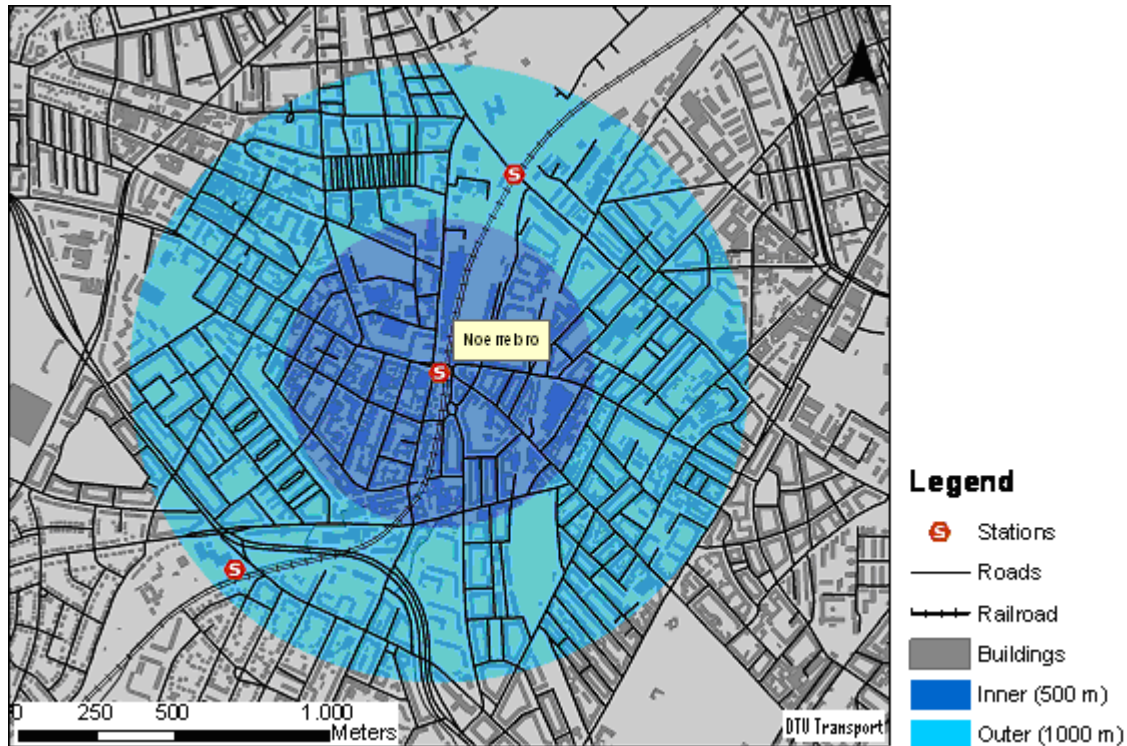 S
Noerrebro
S
S
Legend
S Stations
Roads
Railroad
Buildings
Inner (500 m)
Outer (1000 m)
0 250 500 1.000
Meters
DTU Transport